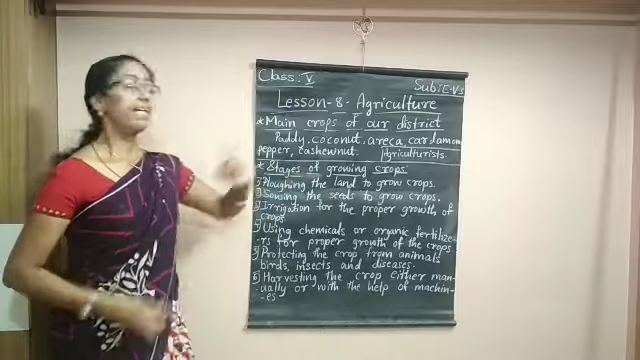 Class: V
Sub: E.V.s
Lesson-8- Agriculture
* Main crops of our district
Paddy, coconut, areca, cardamom
pepper, cashewnut. Agriculturists.
* Stages of growing crops
1) Ploughing the land to grow crops.
2) Sowing the seeds to grow crops.
3) Irrigation for the proper growth of
crops
4) Using chemicals or organic fertilize-
-rs for proper growth of the crops
5) Protecting the crop from animals
birds, insects and diseases.
6) Harvesting the crop either man-
-ually or with the help of machin-
-es